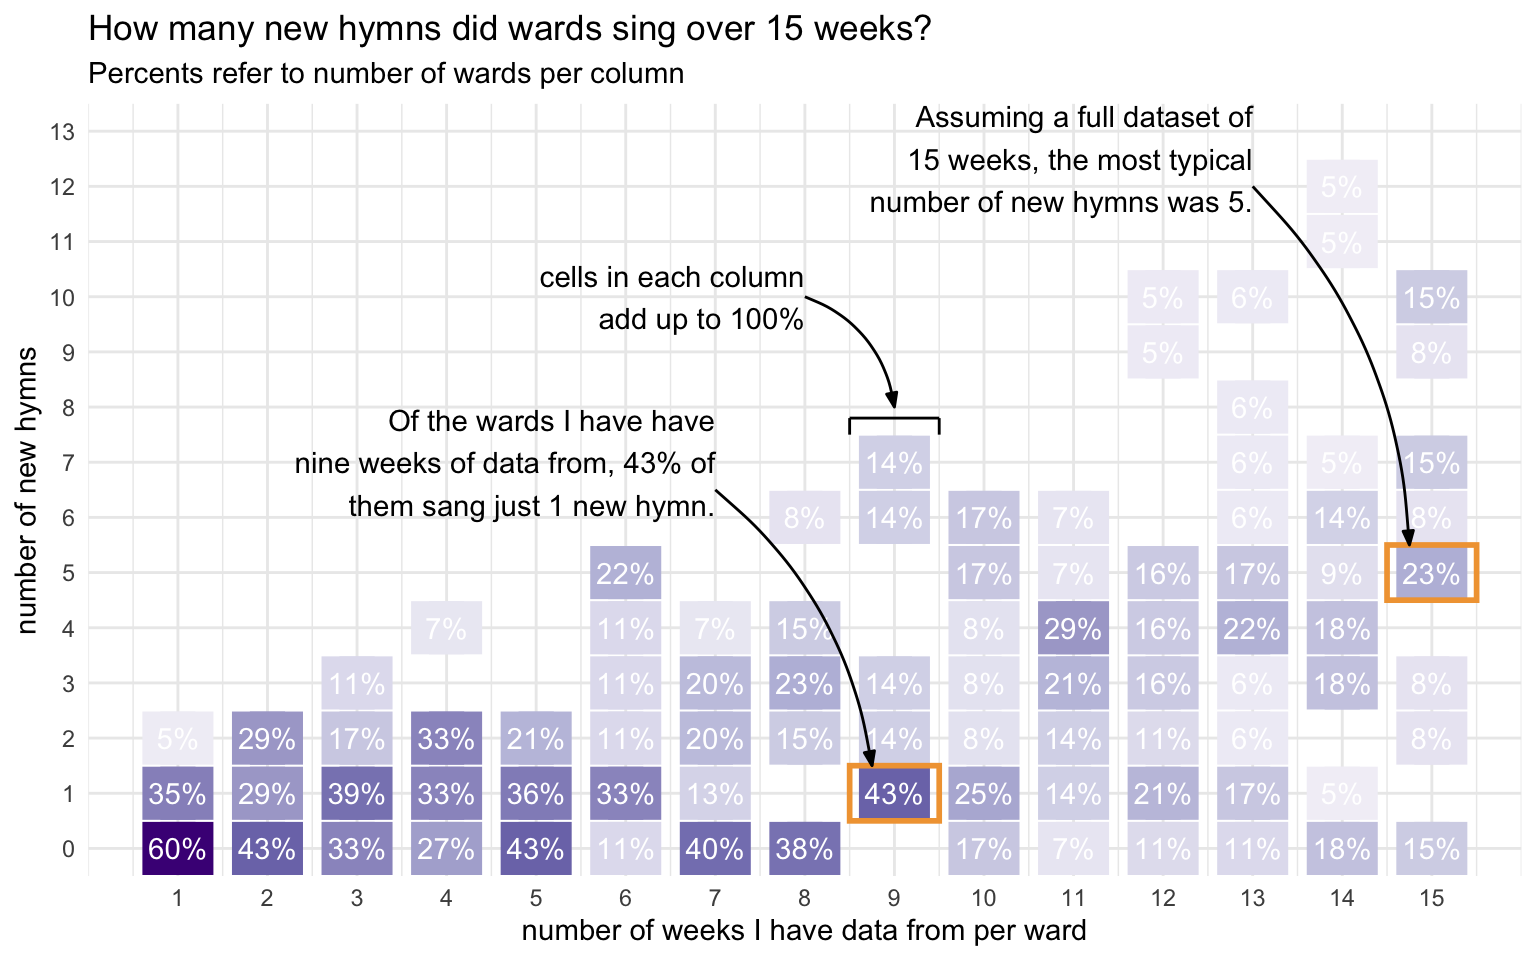 How many new hymns did wards sing over 15 weeks?
Percents refer to number of wards per column
Assuming a full dataset of
15 weeks, the most typical
number of new hymns was 5.
cells in each column
add up to 100%
Of the wards I have have
nine weeks of data from, 43% of
them sang just 1 new hymn.
number of new hymns
13
12 5%
11 5%
10 5% 6% 15%
9 5% 8%
8 6%
7 14% 6% 5% 15%
6 8% 14% 17% 7% 6% 14% 8%
5 22% 17% 7% 16% 17% 9% 23%
4 7% 11% 7% 15% 8% 29% 16% 22% 18%
3 11% 11% 20% 23% 14% 8% 21% 16% 6% 18% 8%
2 5% 29% 17% 33% 21% 11% 20% 15% 14% 8% 14% 11% 6% 8%
1 35% 29% 39% 33% 36% 33% 13% 43% 25% 14% 21% 17% 5%
0 60% 43% 33% 27% 43% 11% 40% 38% 17% 7% 11% 11% 18% 15%
1 2 3 4 5 6 7 8 9 10 11 12 13 14 15
number of weeks I have data from per ward